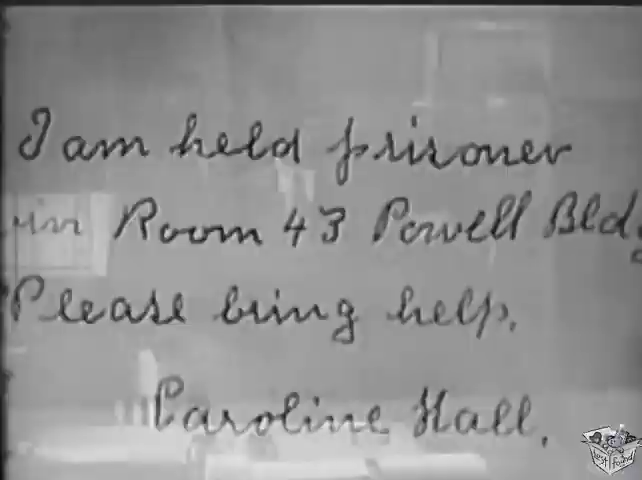 I am held prisoner
in Room 43 Powell Bld
Please bring help.
Caroline Hall.